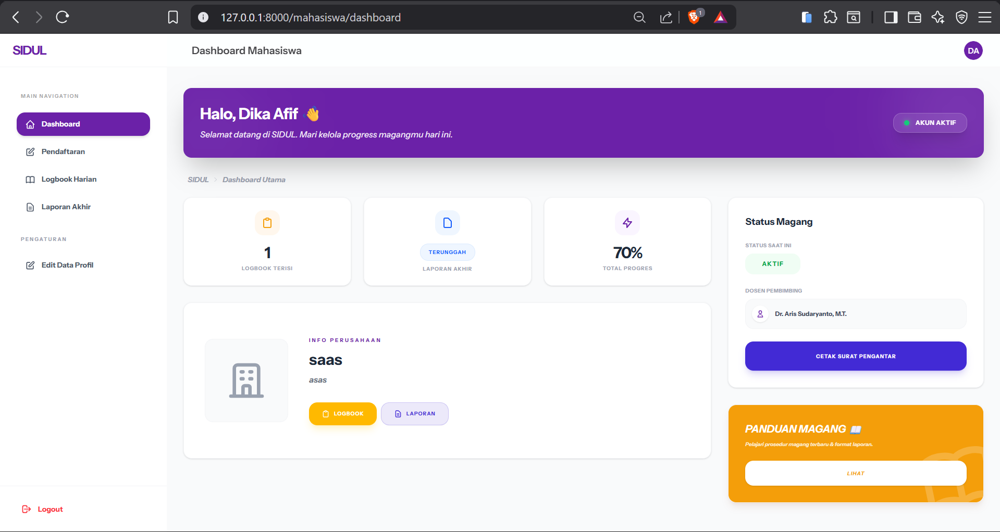 127.0.0.1:8000/mahasiswa/dashboard
1
SIDUL
Dashboard Mahasiswa
DA
MAIN NAVIGATION
Dashboard
Pendaftaran
Logbook Harian
Laporan Akhir
PENGATURAN
Edit Data Profil
Logout
Halo, Dika Afif 👋
Selamat datang di SIDUL. Mari kelola progress magangmu hari ini.
AKUN AKTIF
SIDUL > Dashboard Utama
1
LOGBOOK TERISI
TERUNGGAH
LAPORAN AKHIR
70%
TOTAL PROGRES
INFO PERUSAHAAN
saas
asas
LOGBOOK
LAPORAN
Status Magang
STATUS SAAT INI
AKTIF
DOSEN PEMBIMBING
Dr. Aris Sudaryanto, M.T.
CETAK SURAT PENGANTAR
PANDUAN MAGANG 📖
Pelajari prosedur magang terbaru & format laporan.
LIHAT